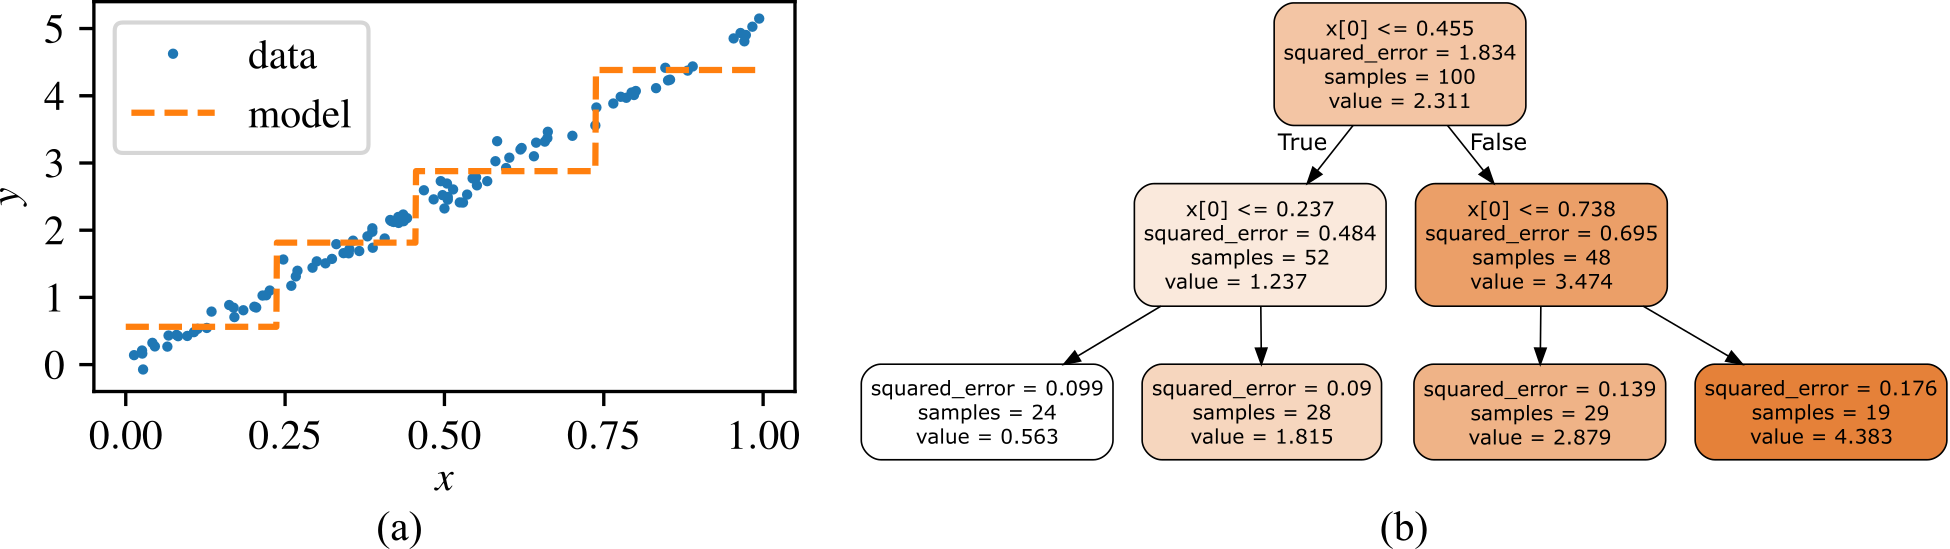 5
4
3
2
1
0
y
data
model
0.00 0.25 0.50 0.75 1.00
x
(a)
x[0] <= 0.455
squared_error = 1.834
samples = 100
value = 2.311
True
False
x[0] <= 0.237
squared_error = 0.484
samples = 52
value = 1.237
x[0] <= 0.738
squared_error = 0.695
samples = 48
value = 3.474
squared_error = 0.099
samples = 24
value = 0.563
squared_error = 0.09
samples = 28
value = 1.815
squared_error = 0.139
samples = 29
value = 2.879
squared_error = 0.176
samples = 19
value = 4.383
(b)